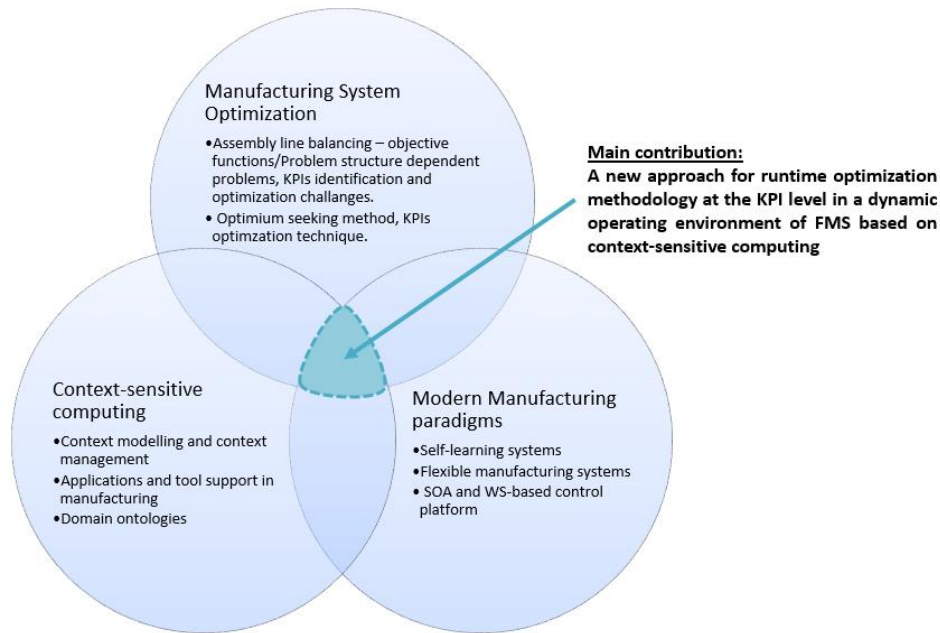 Manufacturing System
Optimization
•Assembly line balancing – objective
functions/Problem structure dependent
problems, KPIs identification and
optimization challanges.
• Optimium seeking method, KPIs
optimzation technique.
Main contribution:
A new approach for runtime optimization
methodology at the KPI level in a dynamic
operating environment of FMS based on
context-sensitive computing
Context-sensitive
computing
•Context modelling and context
management
•Applications and tool support in
manufacturing
•Domain ontologies
Modern Manufacturing
paradigms
•Self-learning systems
•Flexible manufacturing systems
• SOA and WS-based control
platform